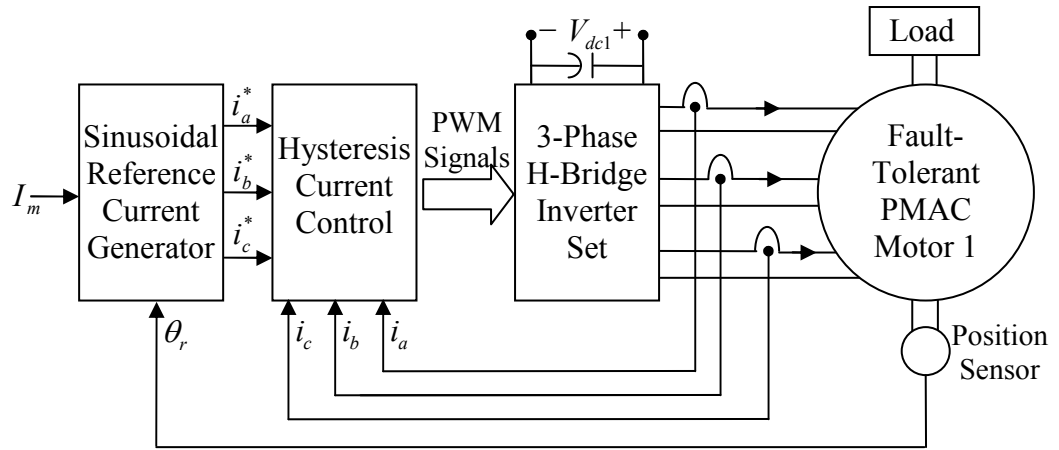 − V_dc1 +
Load
i_a^*
i_b^*
i_c^*
I_m
Sinusoidal
Reference
Current
Generator
Hysteresis
Current
Control
PWM
Signals
3-Phase
H-Bridge
Inverter
Set
Fault-
Tolerant
PMAC
Motor 1
θ_r
i_c
i_b
i_a
Position
Sensor